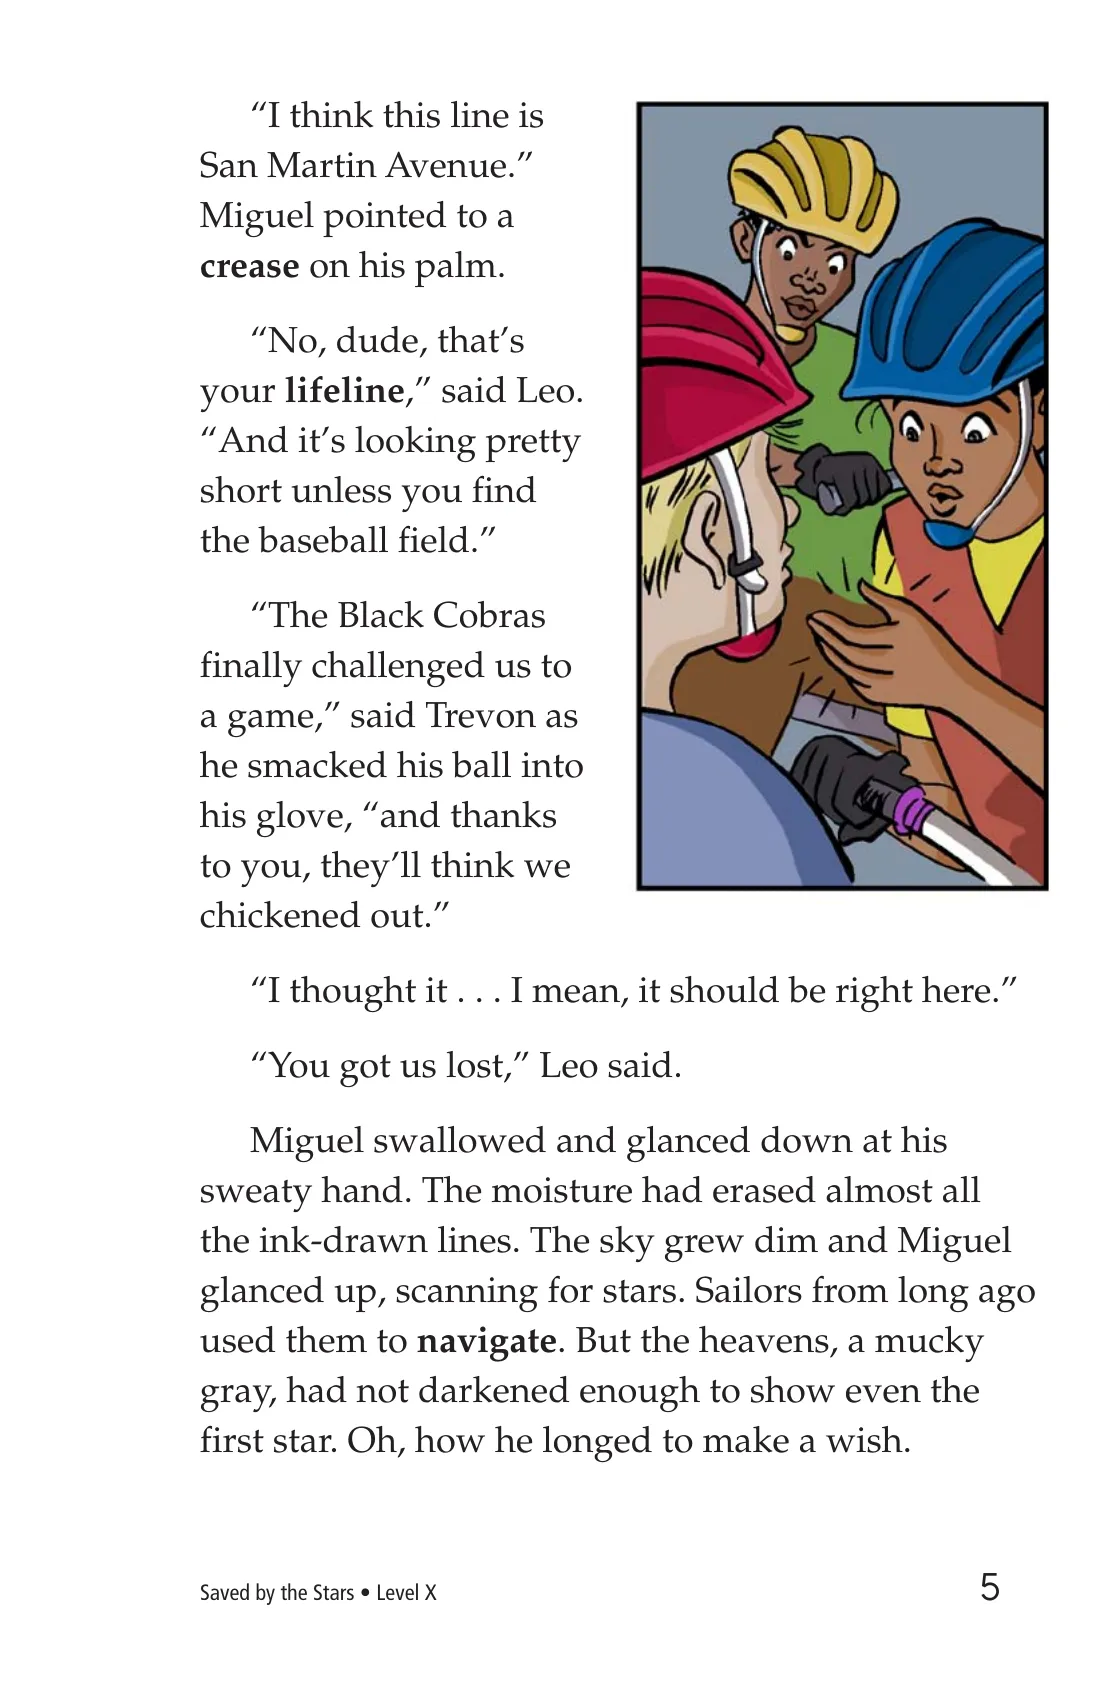 “I think this line is
San Martin Avenue.”
Miguel pointed to a
crease on his palm.
“No, dude, that’s
your lifeline,” said Leo.
“And it’s looking pretty
short unless you find
the baseball field.”
“The Black Cobras
finally challenged us to
a game,” said Trevon as
he smacked his ball into
his glove, “and thanks
to you, they’ll think we
chickened out.”
“I thought it . . . I mean, it should be right here.”
“You got us lost,” Leo said.
Miguel swallowed and glanced down at his
sweaty hand. The moisture had erased almost all
the ink-drawn lines. The sky grew dim and Miguel
glanced up, scanning for stars. Sailors from long ago
used them to navigate. But the heavens, a mucky
gray, had not darkened enough to show even the
first star. Oh, how he longed to make a wish.
Saved by the Stars • Level X
5